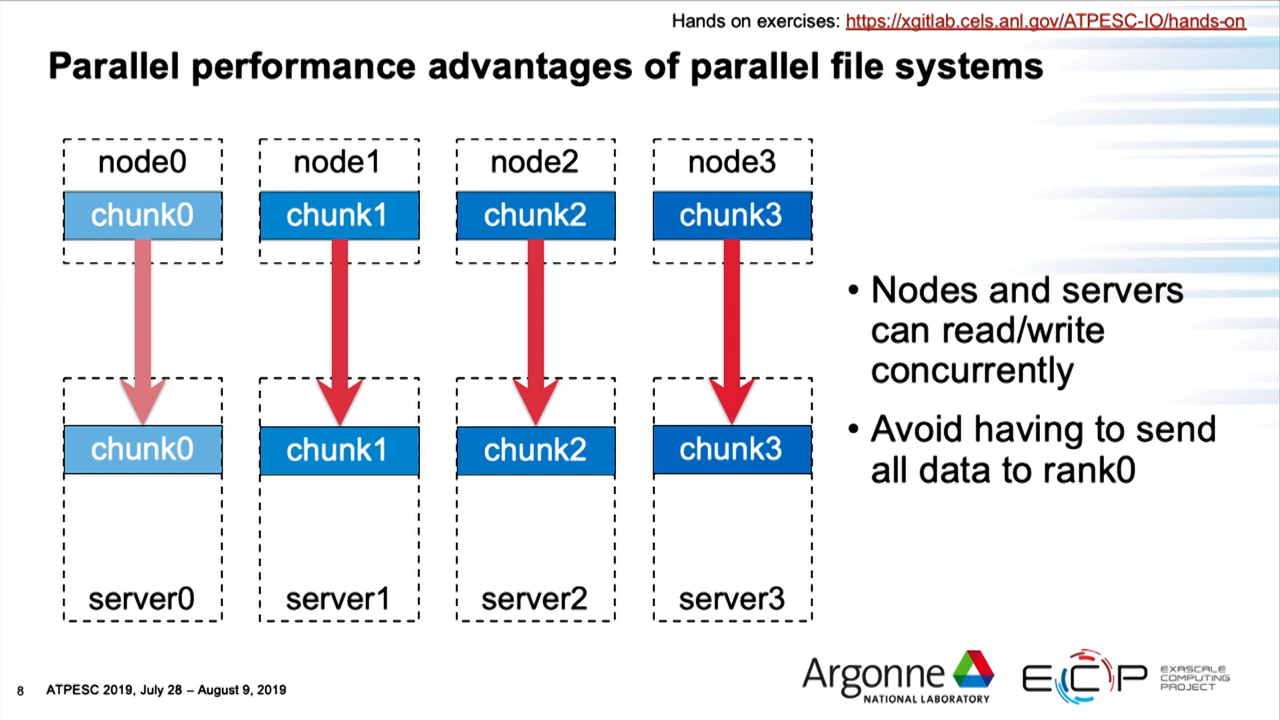 Hands on exercises: https://xgitlab.cels.anl.gov/ATPESC-IO/hands-on
Parallel performance advantages of parallel file systems
node0 node1 node2 node3
chunk0 chunk1 chunk2 chunk3
chunk0 chunk1 chunk2 chunk3
server0 server1 server2 server3
• Nodes and servers
can read/write
concurrently
• Avoid having to send
all data to rank0
8 ATPESC 2019, July 28 – August 9, 2019
Argonne
NATIONAL LABORATORY
ECP
EXASCALE
COMPUTING
PROJECT